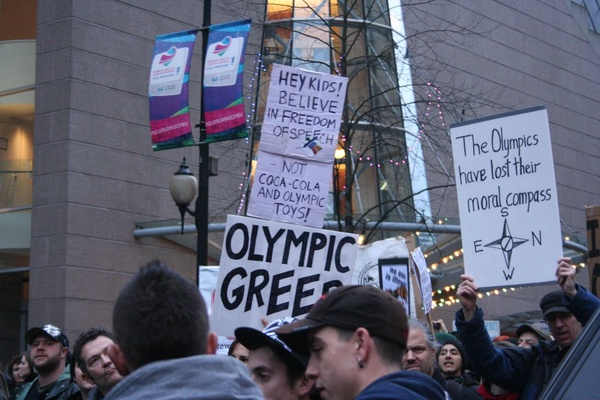 HEY KIDS!
BELIEVE
IN FREEDOM
OF SPEECH
- NOT
COCA-COLA
AND OLYMPIC
TOYS!
OLYMPIC
GREED
The Olympics
have lost their
moral compass
S
E N
W